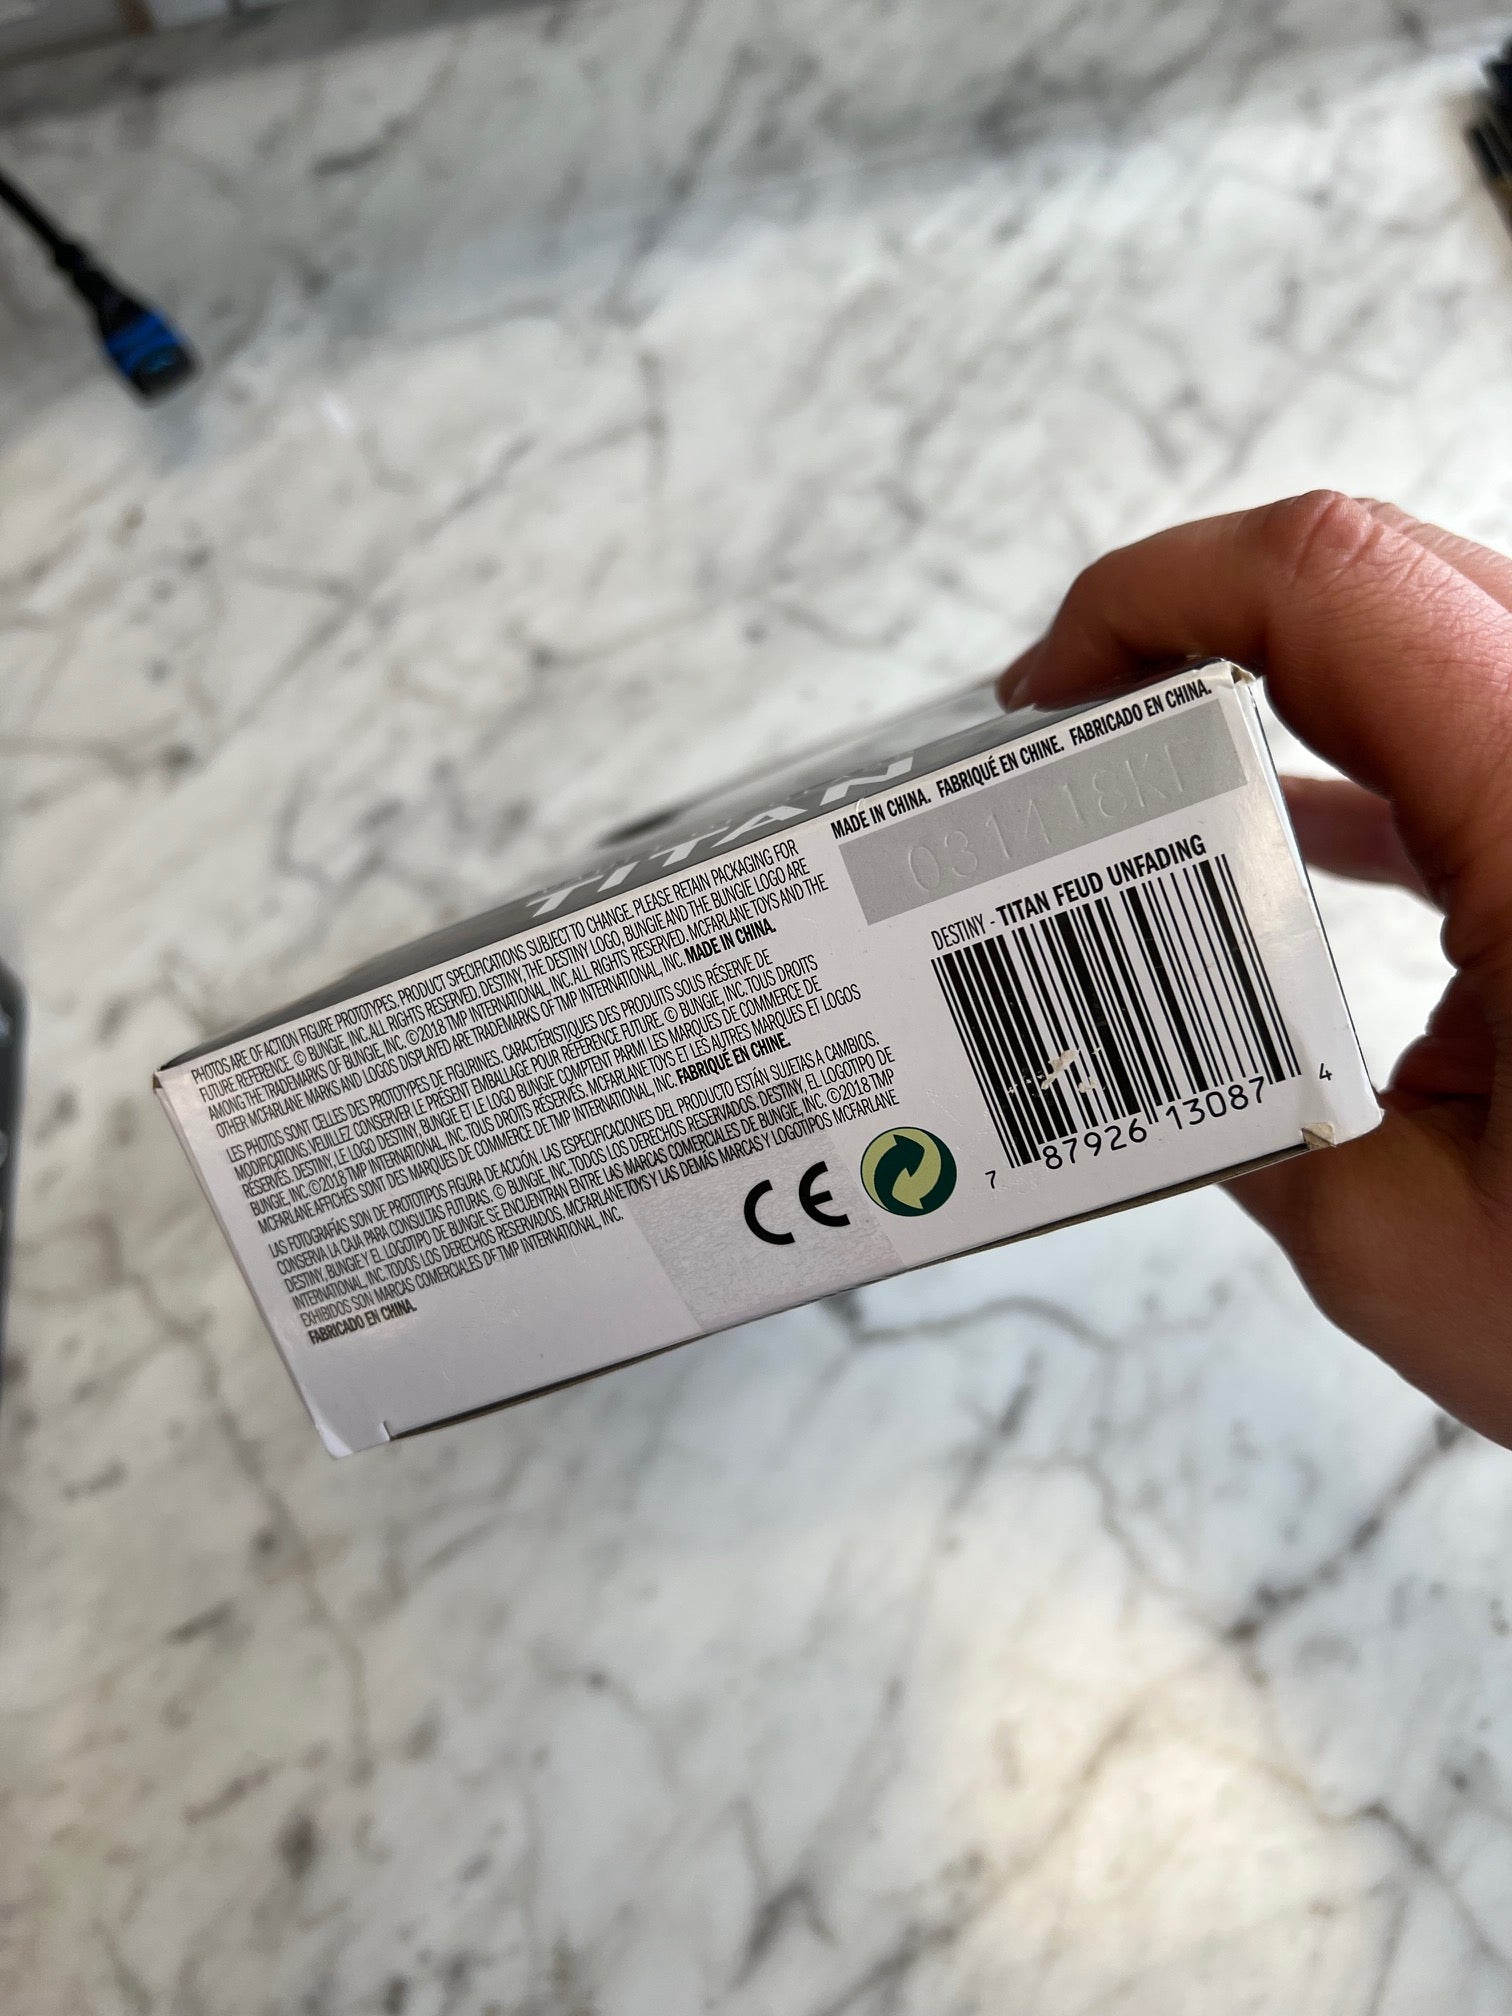 TITAN
PHOTOS ARE OF ACTION FIGURE PROTOTYPES. PRODUCT SPECIFICATIONS SUBJECT TO CHANGE. PLEASE RETAIN PACKAGING FOR
FUTURE REFERENCE. © BUNGIE, INC. ALL RIGHTS RESERVED. DESTINY, THE DESTINY LOGO, BUNGIE AND THE BUNGIE LOGO ARE
AMONG THE TRADEMARKS OF BUNGIE, INC. ©2018 TMP INTERNATIONAL, INC. ALL RIGHTS RESERVED. MCFARLANE TOYS AND THE
OTHER MCFARLANE MARKS AND LOGOS DISPLAYED ARE TRADEMARKS OF TMP INTERNATIONAL, INC. MADE IN CHINA.
LES PHOTOS SONT CELLES DES PROTOTYPES DE FIGURINES. CARACTÉRISTIQUES DES PRODUITS SOUS RÉSERVE DE
MODIFICATIONS. VEUILLEZ CONSERVER LE PRÉSENT EMBALLAGE POUR RÉFÉRENCE FUTURE. © BUNGIE, INC. TOUS DROITS
RÉSERVÉS. DESTINY, LE LOGO DESTINY, BUNGIE ET LE LOGO BUNGIE COMPTENT PARMI LES MARQUES DE COMMERCE DE
BUNGIE, INC. ©2018 TMP INTERNATIONAL, INC. TOUS DROITS RÉSERVÉS. MCFARLANE TOYS ET LES AUTRES MARQUES ET LOGOS
MCFARLANE AFFICHÉS SONT DES MARQUES DE COMMERCE DE TMP INTERNATIONAL, INC. FABRIQUÉ EN CHINE.
LAS FOTOGRAFÍAS SON DE PROTOTIPOS FIGURA DE ACCIÓN. LAS ESPECIFICACIONES DEL PRODUCTO ESTÁN SUJETAS A CAMBIOS.
CONSERVA LA CAJA PARA CONSULTAS FUTURAS. © BUNGIE, INC. TODOS LOS DERECHOS RESERVADOS. DESTINY, EL LOGOTIPO DE
DESTINY, BUNGIE Y EL LOGOTIPO DE BUNGIE SE ENCUENTRAN ENTRE LAS MARCAS COMERCIALES DE BUNGIE, INC. ©2018 TMP
INTERNATIONAL, INC. TODOS LOS DERECHOS RESERVADOS. MCFARLANE TOYS Y LAS DEMÁS MARCAS Y LOGOTIPOS MCFARLANE
EXHIBIDOS SON MARCAS COMERCIALES DE TMP INTERNATIONAL, INC.
FABRICADO EN CHINA.
CE
MADE IN CHINA. FABRIQUÉ EN CHINE. FABRICADO EN CHINA.
DESTINY - TITAN FEUD UNFADING
7 87926 13087 4